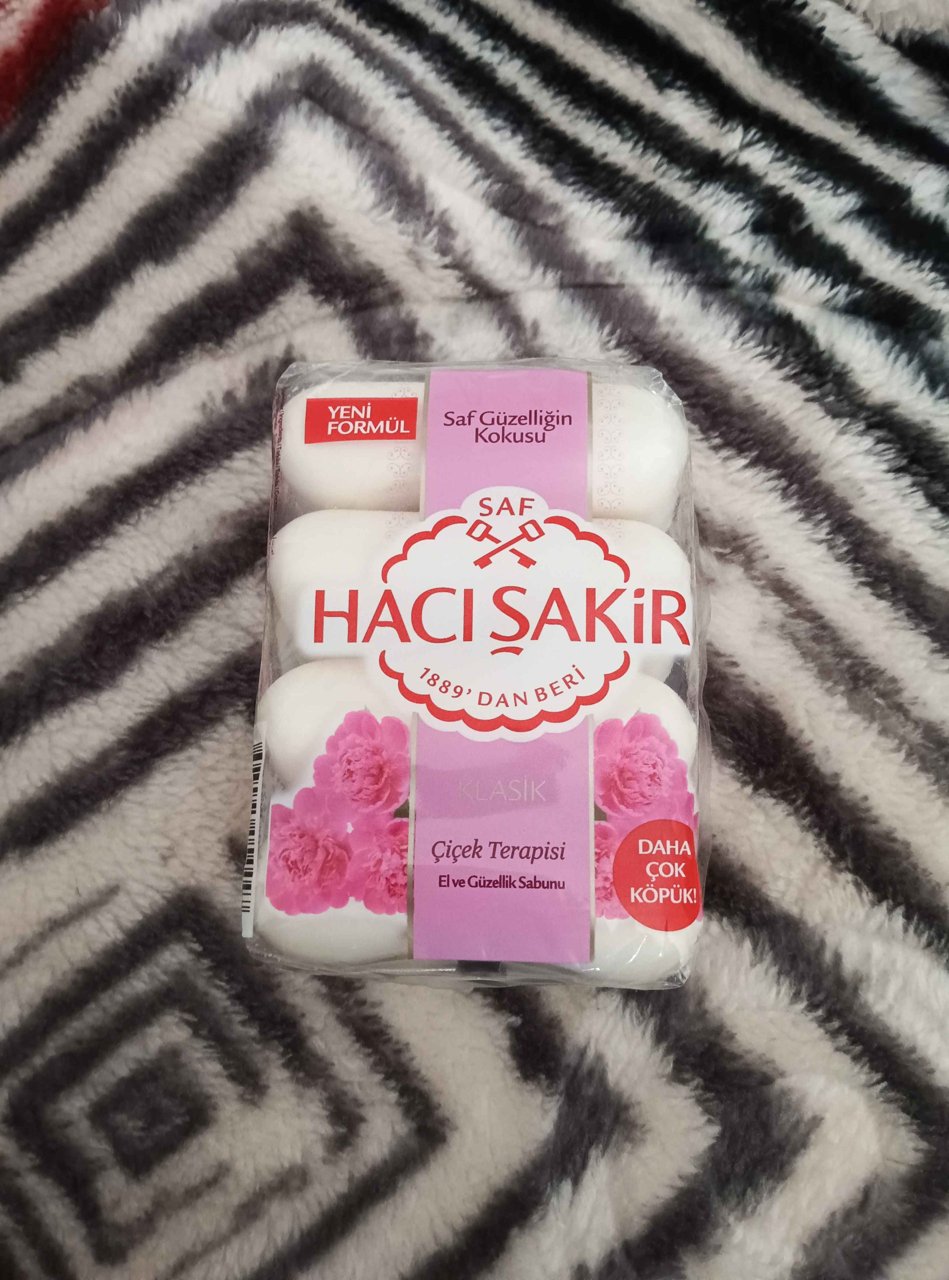 YENİ
FORMÜL
Saf Güzelliğin
Kokusu
SAF
HACI ŞAKİR
1889' DAN BERİ
KLASİK
Çiçek Terapisi
El ve Güzellik Sabunu
DAHA
ÇOK
KÖPÜK!